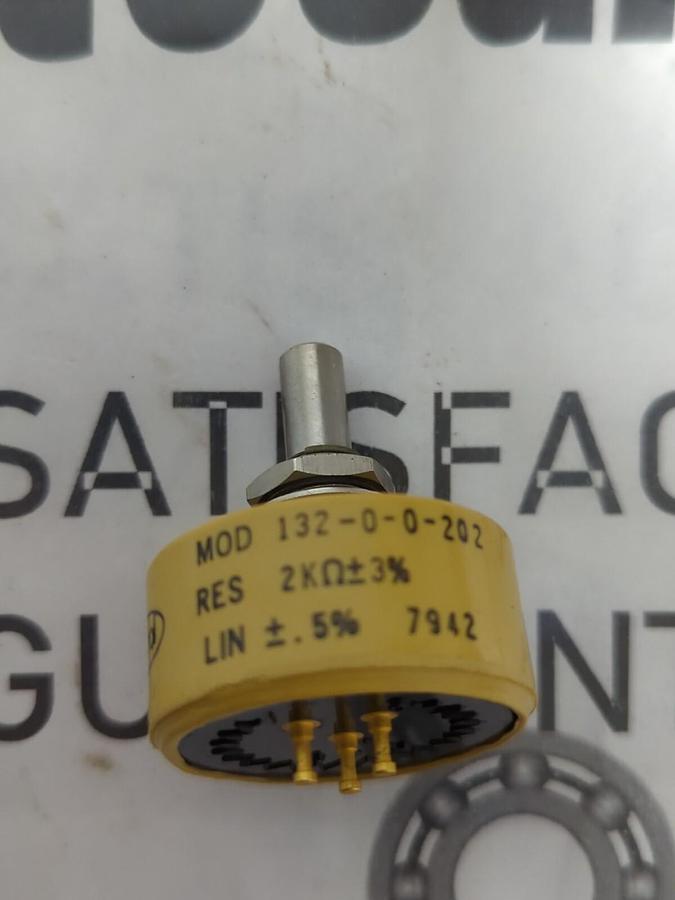 SATISFAC
MOD 132-0-0-202
RES 2KΩ±3%
LIN ±.5% 7942
GU NT